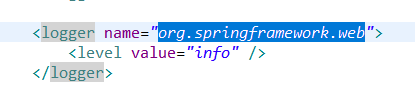 <logger name="org.springframework.web">
<level value="info" />
</logger>